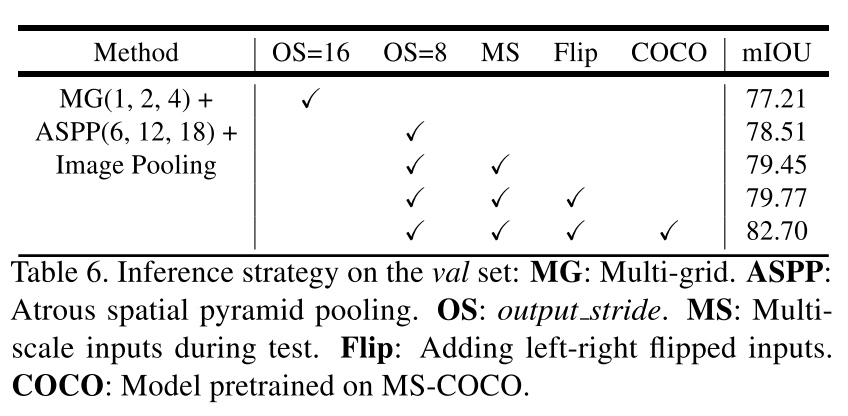 Method OS=16 OS=8 MS Flip COCO mIOU
MG(1, 2, 4) + ✓ 77.21
ASPP(6, 12, 18) + ✓ 78.51
Image Pooling ✓ ✓ 79.45
✓ ✓ ✓ 79.77
✓ ✓ ✓ ✓ 82.70
Table 6. Inference strategy on the val set: MG: Multi-grid. ASPP:
Atrous spatial pyramid pooling. OS: output_stride. MS: Multi-
scale inputs during test. Flip: Adding left-right flipped inputs.
COCO: Model pretrained on MS-COCO.